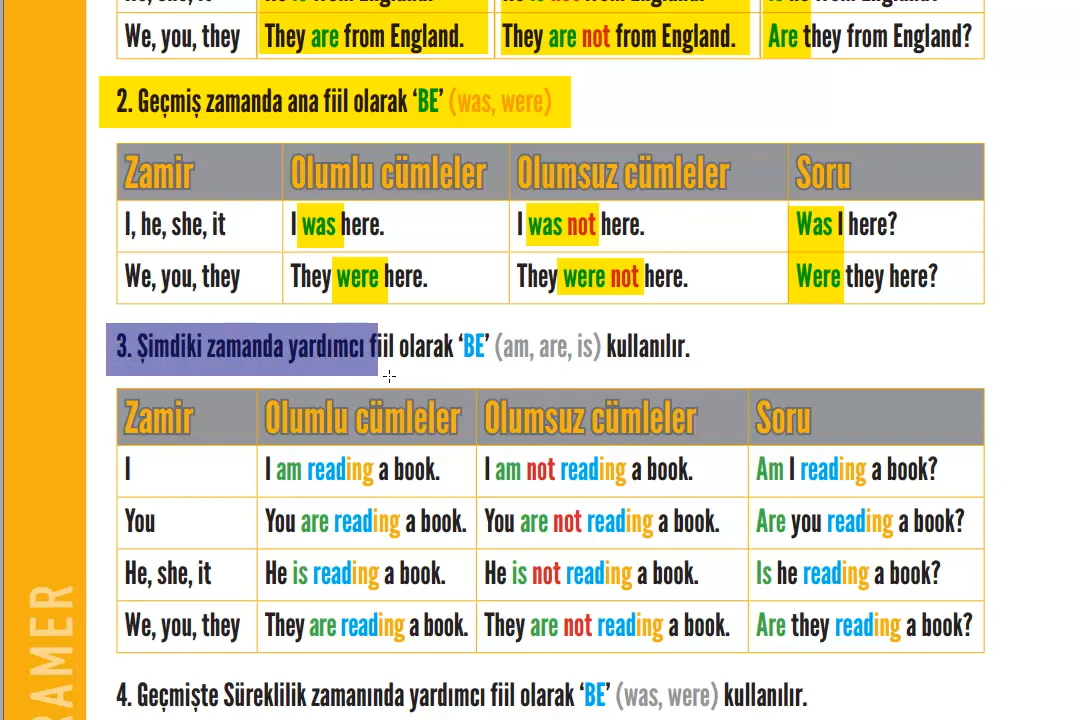 We, you, they They are from England. They are not from England. Are they from England?
2. Geçmiş zamanda ana fiil olarak ‘BE’ (was, were)
Zamir Olumlu cümleler Olumsuz cümleler Soru
I, he, she, it I was here. I was not here. Was I here?
We, you, they They were here. They were not here. Were they here?
3. Şimdiki zamanda yardımcı fiil olarak ‘BE’ (am, are, is) kullanılır.
Zamir Olumlu cümleler Olumsuz cümleler Soru
I I am reading a book. I am not reading a book. Am I reading a book?
You You are reading a book. You are not reading a book. Are you reading a book?
He, she, it He is reading a book. He is not reading a book. Is he reading a book?
We, you, they They are reading a book. They are not reading a book. Are they reading a book?
4. Geçmişte Süreklilik zamanında yardımcı fiil olarak ‘BE’ (was, were) kullanılır.
RAMER